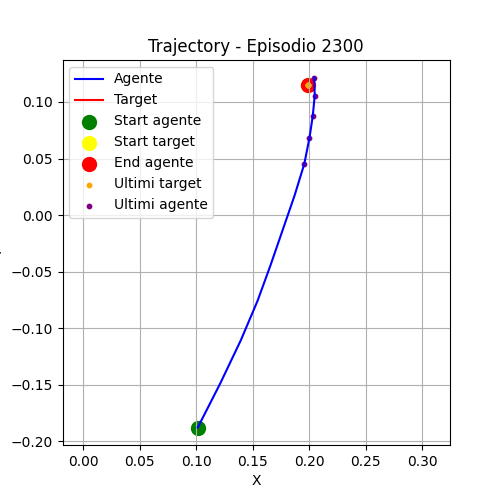 Trajectory - Episodio 2300
Agente
Target
Start agente
Start target
End agente
Ultimi target
Ultimi agente
0.10
0.05
0.00
−0.05
−0.10
−0.15
−0.20
0.00 0.05 0.10 0.15 0.20 0.25 0.30
X